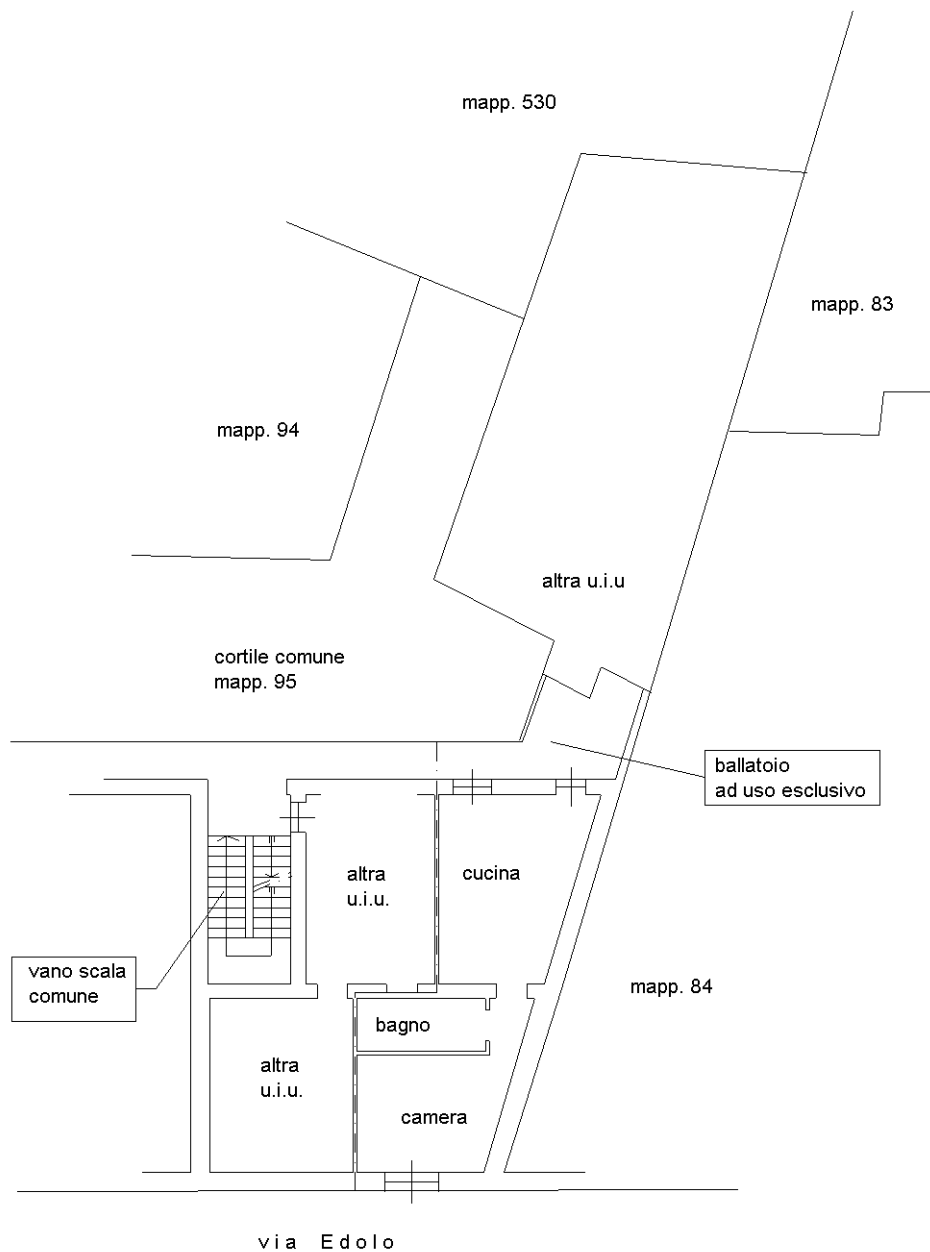 mapp. 530
mapp. 83
mapp. 94
altra u.i.u
cortile comune
mapp. 95
ballatoio
ad uso esclusivo
altra
u.i.u.
cucina
vano scala
comune
mapp. 84
bagno
altra
u.i.u.
camera
via Edolo